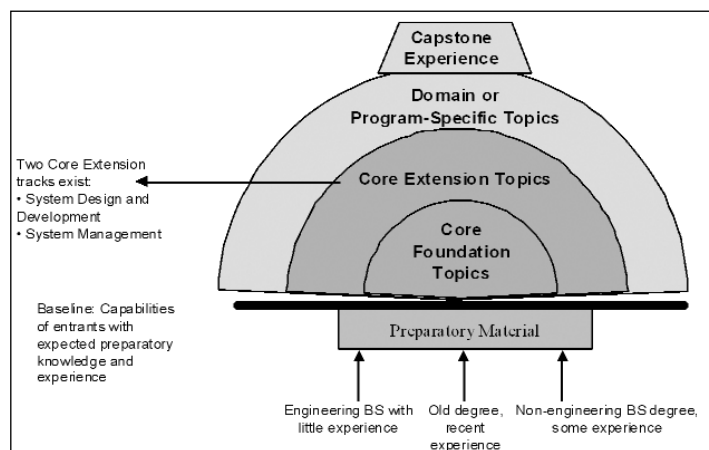 Capstone
Experience
Domain or
Program-Specific Topics
Two Core Extension
tracks exist:
• System Design and
Development
• System Management
Core Extension Topics
Core
Foundation
Topics
Baseline: Capabilities
of entrants with
expected preparatory
knowledge and
experience
Preparatory Material
Engineering BS with
little experience
Old degree,
recent
experience
Non-engineering BS degree,
some experience